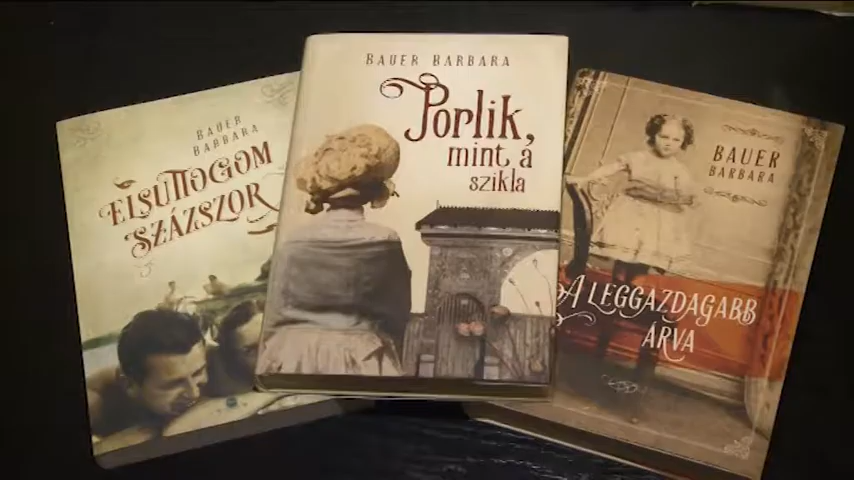 BAUER
BARBARA
ELSUTTOGOM
SZÁZSZOR
BAUER BARBARA
Porlik,
mint a
szikla
BAUER
BARBARA
A LEGGAZDAGABB
ÁRVA